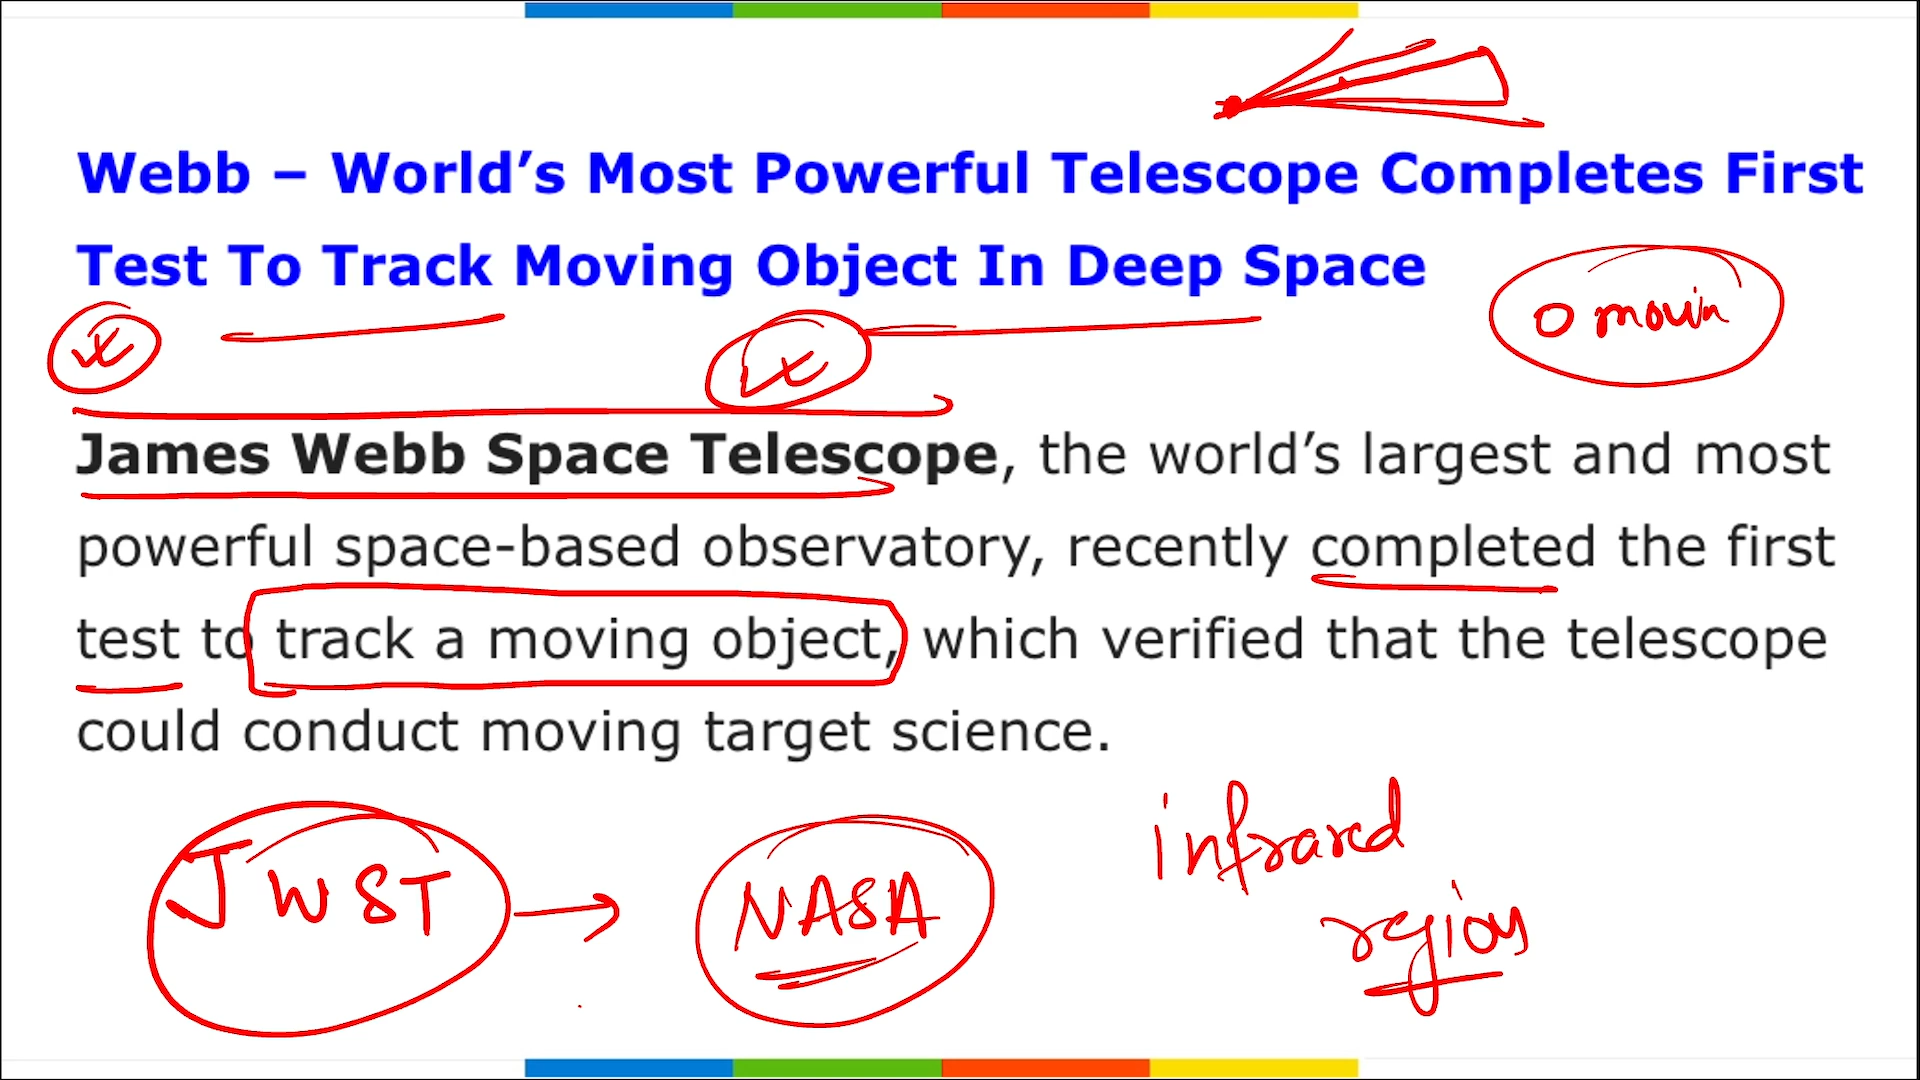 Webb – World’s Most Powerful Telescope Completes First
Test To Track Moving Object In Deep Space
O movin
James Webb Space Telescope, the world’s largest and most
powerful space-based observatory, recently completed the first
test to track a moving object, which verified that the telescope
could conduct moving target science.
JWST → NASA
infrared
region